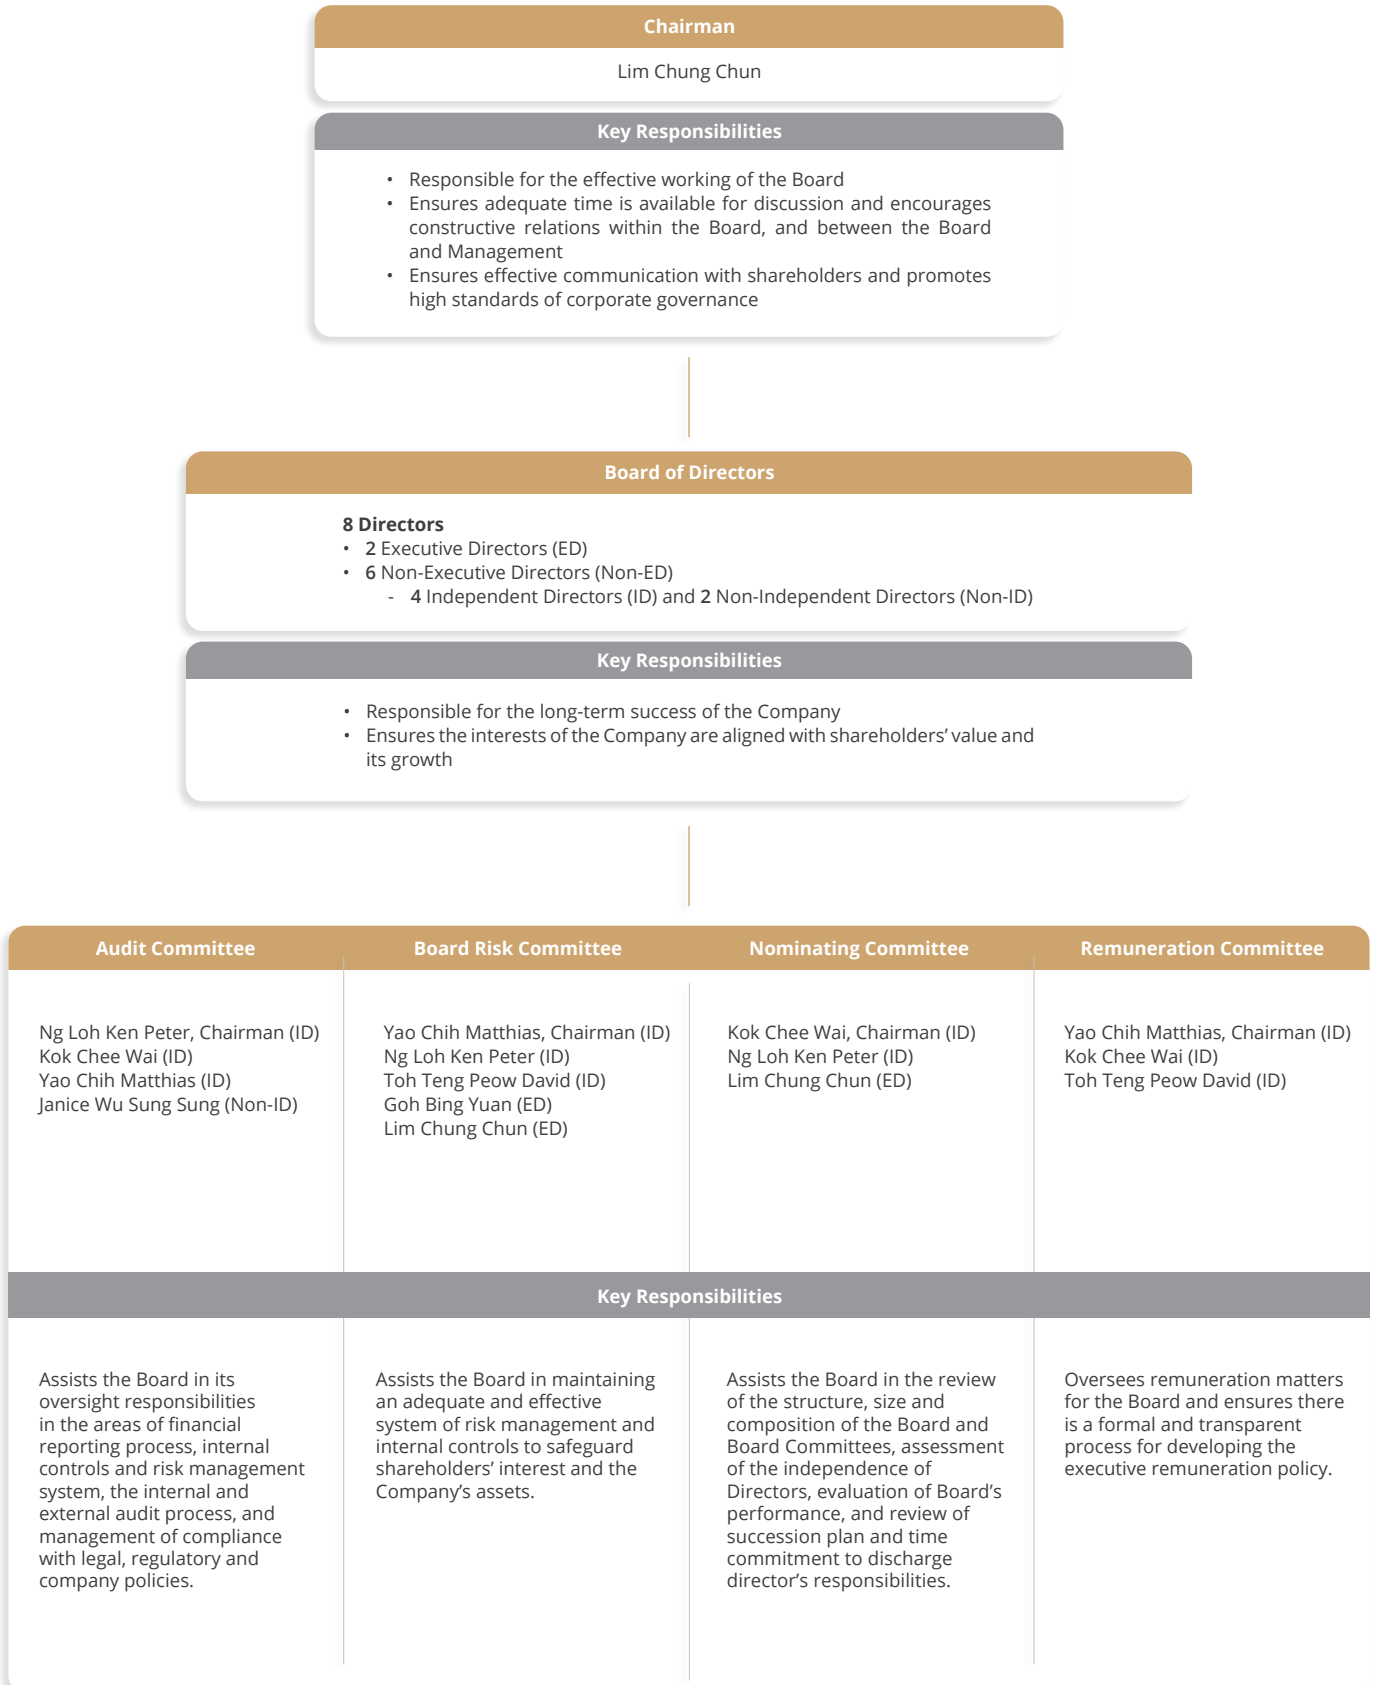 Chairman
Lim Chung Chun
Key Responsibilities
• Responsible for the effective working of the Board
• Ensures adequate time is available for discussion and encourages
constructive relations within the Board, and between the Board
and Management
• Ensures effective communication with shareholders and promotes
high standards of corporate governance
Board of Directors
8 Directors
• 2 Executive Directors (ED)
• 6 Non-Executive Directors (Non-ED)
- 4 Independent Directors (ID) and 2 Non-Independent Directors (Non-ID)
Key Responsibilities
• Responsible for the long-term success of the Company
• Ensures the interests of the Company are aligned with shareholders’ value and
its growth
Audit Committee
Ng Loh Ken Peter, Chairman (ID)
Kok Chee Wai (ID)
Yao Chih Matthias (ID)
Janice Wu Sung Sung (Non-ID)
Board Risk Committee
Yao Chih Matthias, Chairman (ID)
Ng Loh Ken Peter (ID)
Toh Teng Peow David (ID)
Goh Bing Yuan (ED)
Lim Chung Chun (ED)
Nominating Committee
Kok Chee Wai, Chairman (ID)
Ng Loh Ken Peter (ID)
Lim Chung Chun (ED)
Remuneration Committee
Yao Chih Matthias, Chairman (ID)
Kok Chee Wai (ID)
Toh Teng Peow David (ID)
Key Responsibilities
Assists the Board in its
oversight responsibilities
in the areas of financial
reporting process, internal
controls and risk management
system, the internal and
external audit process, and
management of compliance
with legal, regulatory and
company policies.
Assists the Board in maintaining
an adequate and effective
system of risk management and
internal controls to safeguard
shareholders’ interest and the
Company’s assets.
Assists the Board in the review
of the structure, size and
composition of the Board and
Board Committees, assessment
of the independence of
Directors, evaluation of Board’s
performance, and review of
succession plan and time
commitment to discharge
director’s responsibilities.
Oversees remuneration matters
for the Board and ensures there
is a formal and transparent
process for developing the
executive remuneration policy.